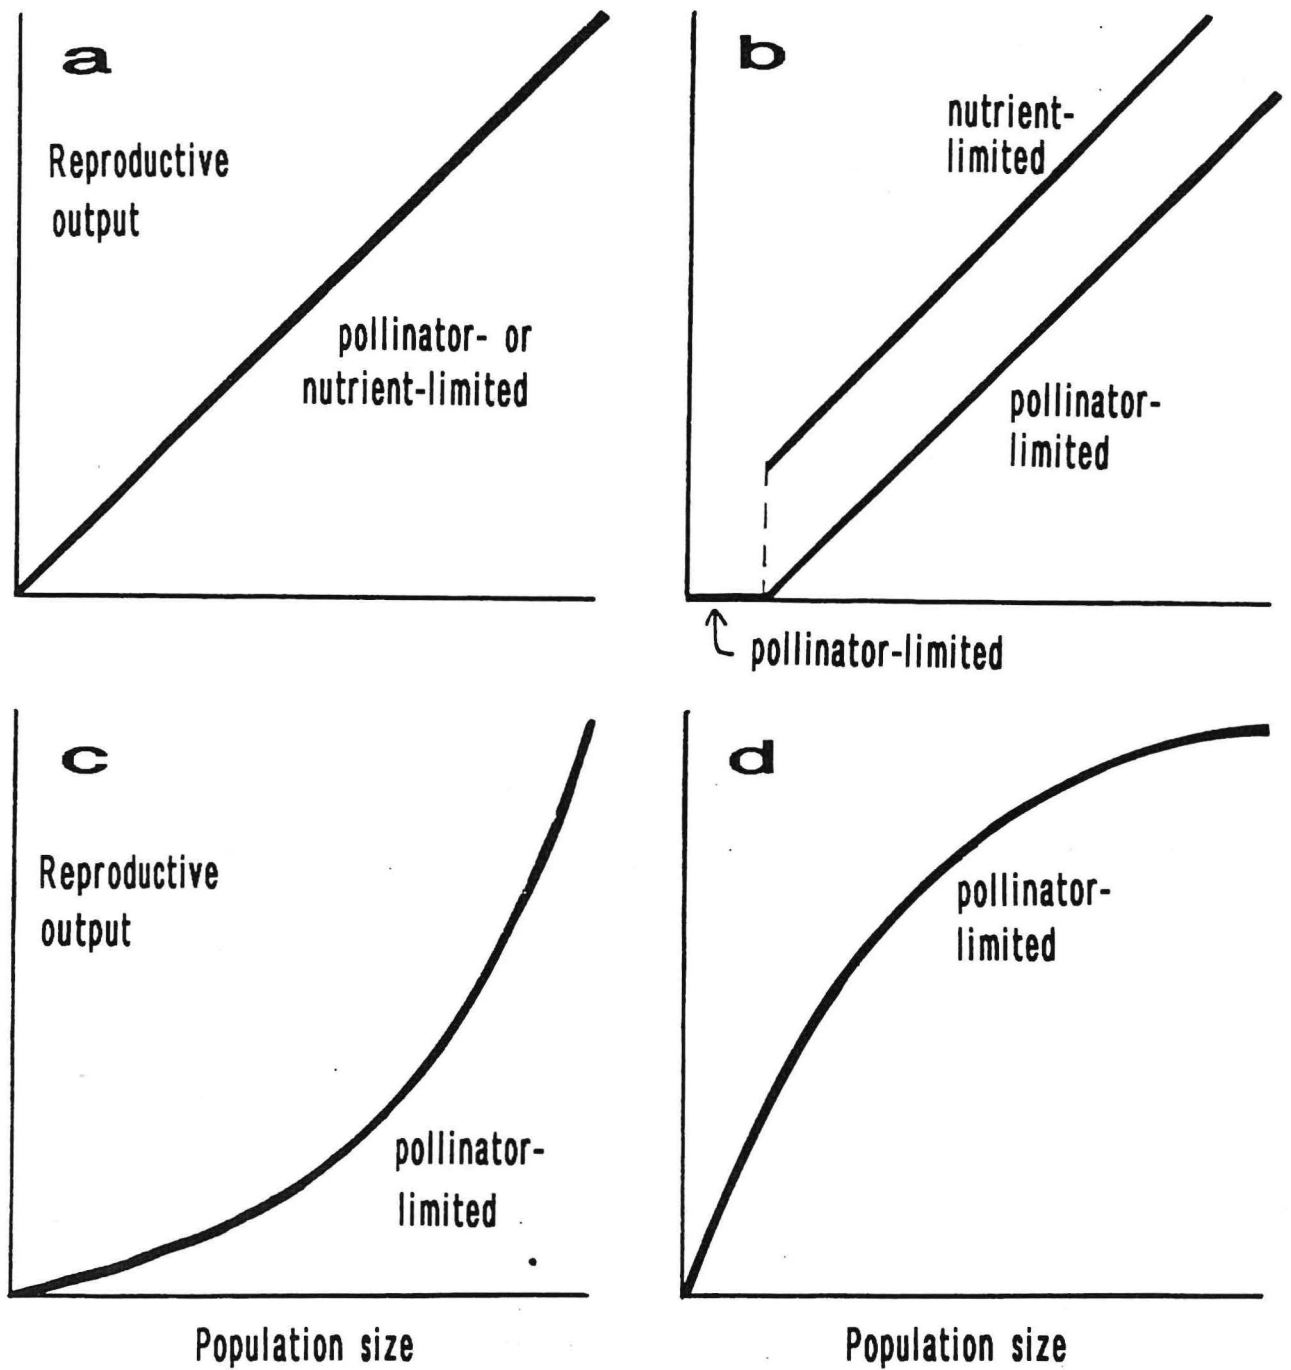 a
Reproductive
output
pollinator- or
nutrient-limited
b
nutrient-
limited
pollinator-
limited
pollinator-limited
c
Reproductive
output
pollinator-
limited
Population size
d
pollinator-
limited
Population size